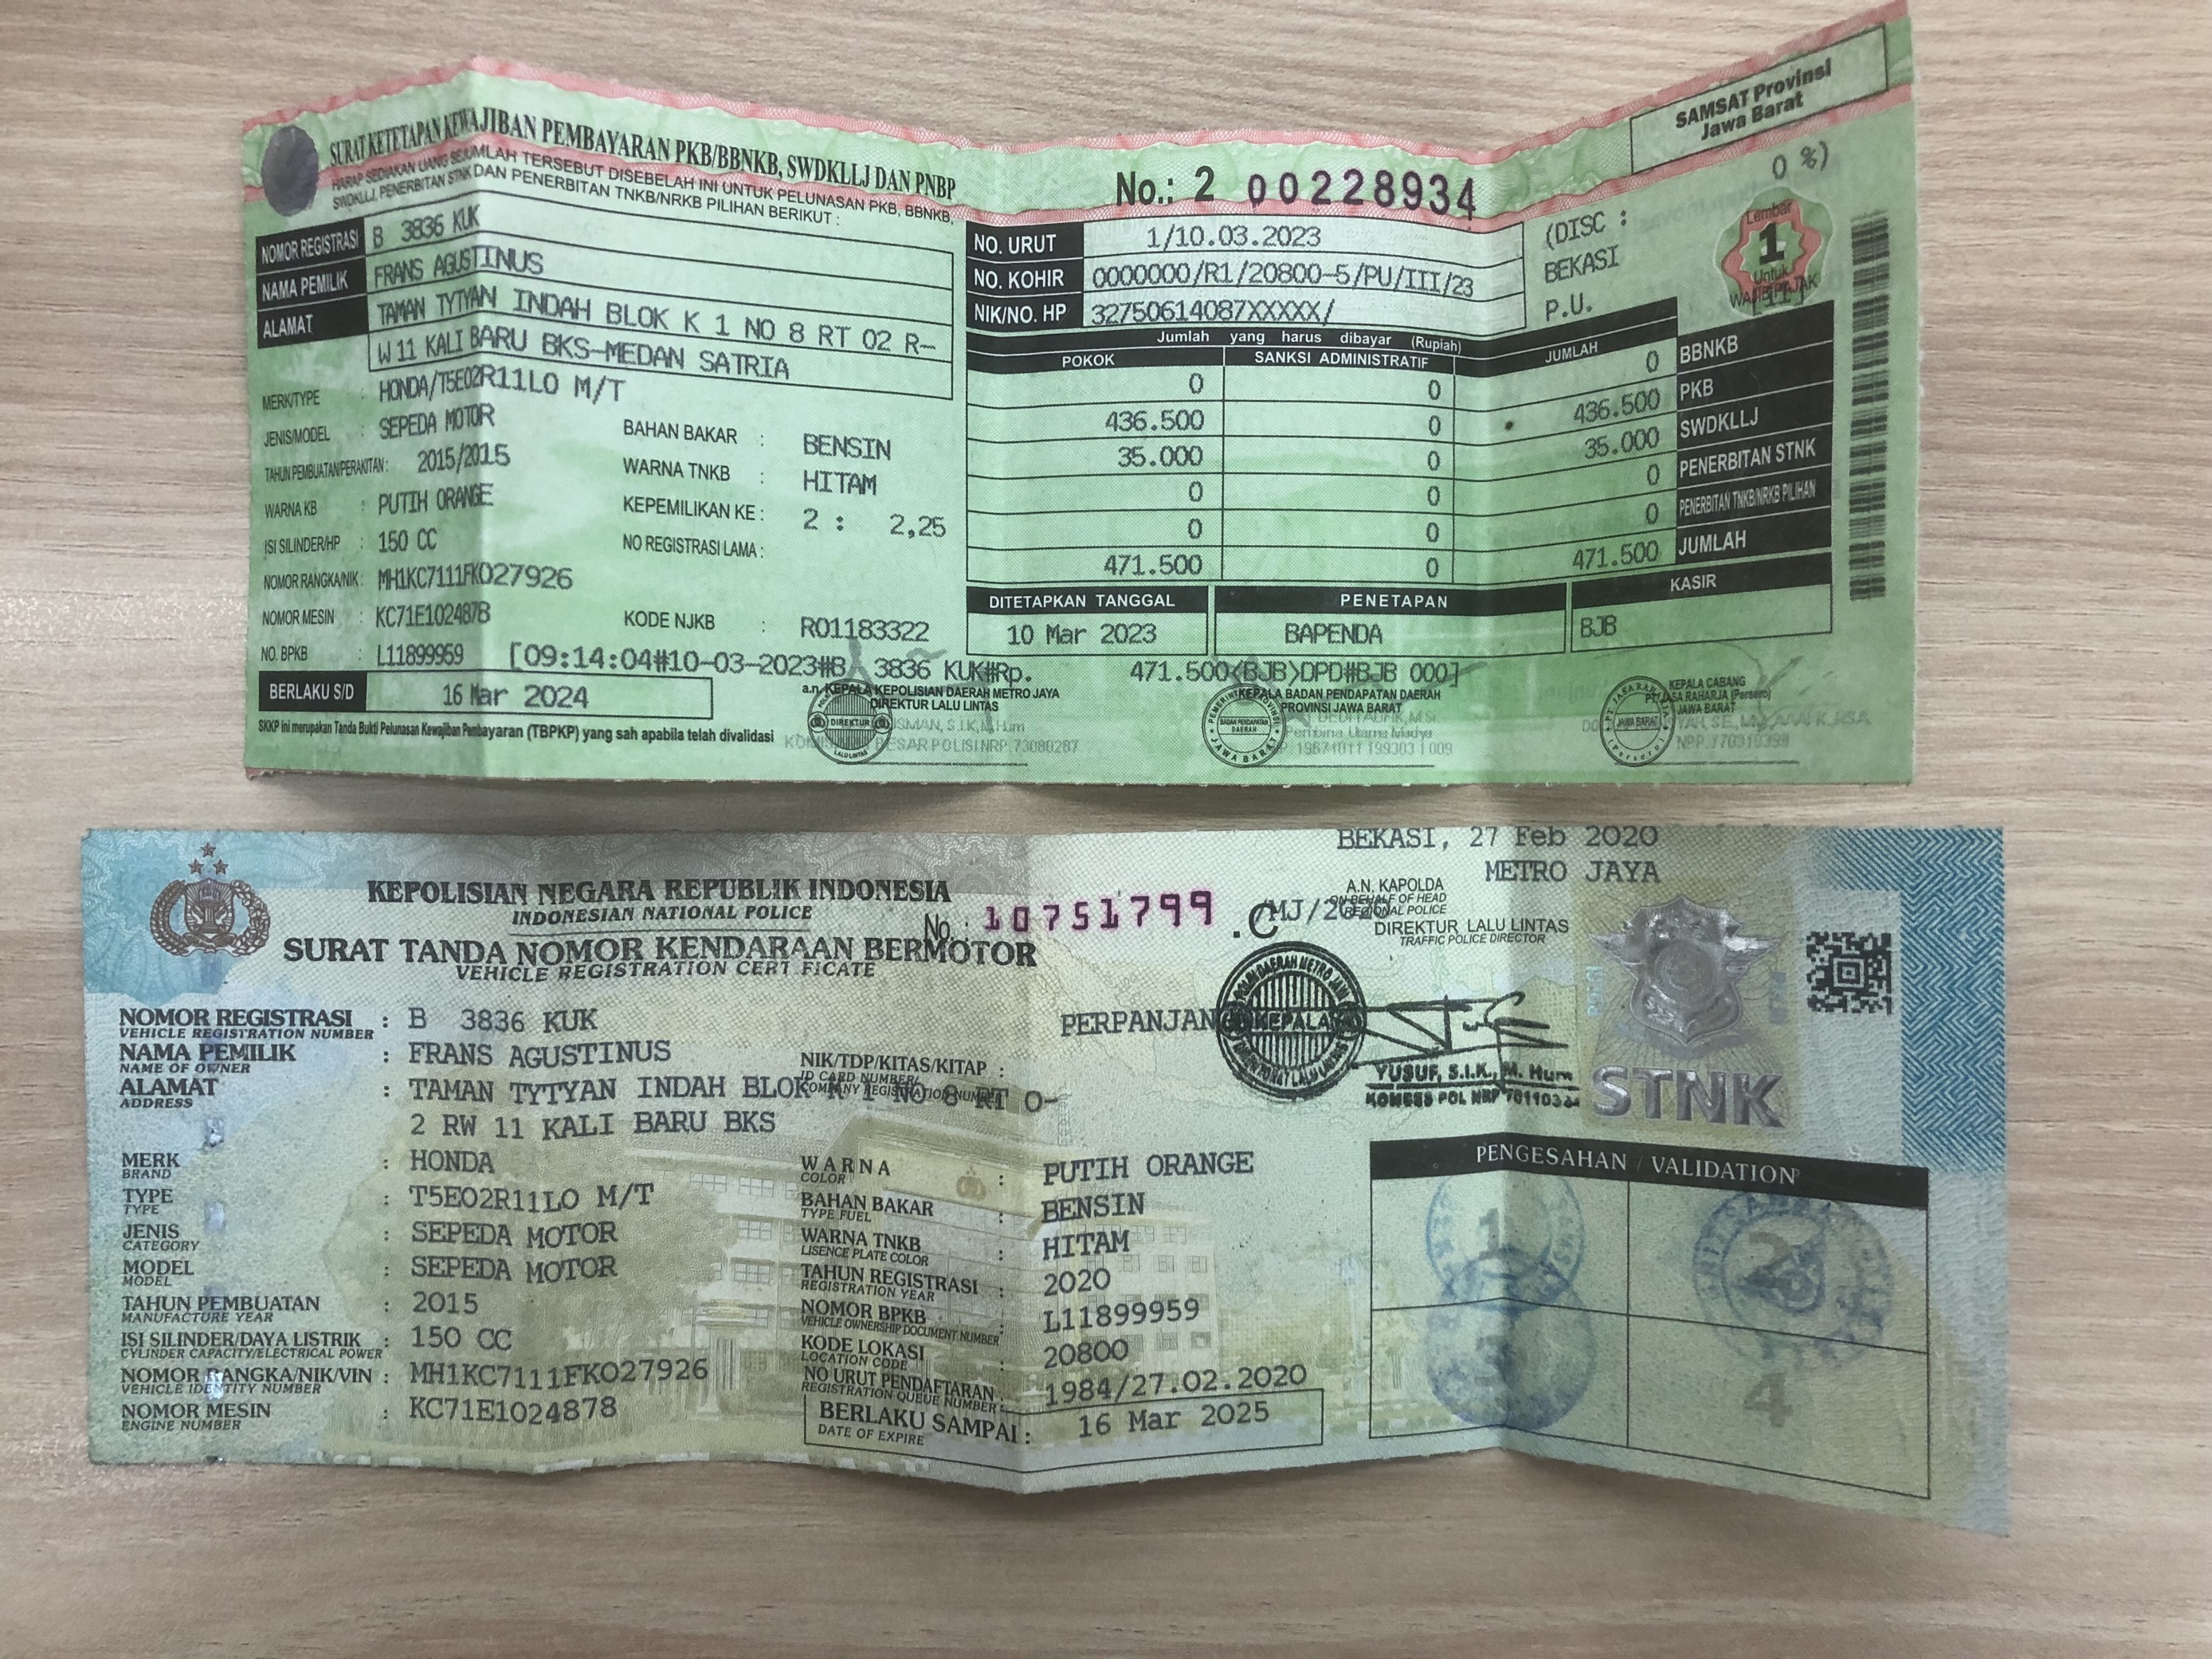 SAMSAT Provinsi
Jawa Barat
SURAT KETETAPAN KEWAJIBAN PEMBAYARAN PKB/BBNKB, SWDKLLJ DAN PNBP
HARAP SEDIAKAN UANG SEJUMLAH TERSEBUT DISEBELAH INI UNTUK PELUNASAN PKB, BBNKB,
SWDKLLJ, PENERBITAN STNK DAN PENERBITAN TNKB/NRKB PILIHAN BERIKUT :
No.: 2 00228934
NOMOR REGISTRASI B 3836 KUK
NAMA PEMILIK FRANS AGUSTINUS
ALAMAT TAMAN TYTYAN INDAH BLOK K 1 NO 8 RT 02 R-
W 11 KALI BARU BKS-MEDAN SATRIA
MERK/TYPE : HONDA/T5E02R11L0 M/T
JENIS/MODEL : SEPEDA MOTOR
TAHUN PEMBUATAN/PERAKITAN : 2015/2015
WARNA KB : PUTIH ORANGE
ISI SILINDER/HP : 150 CC
NOMOR RANGKA/NIK : MH1KC7111FK027926
NOMOR MESIN : KC71E1024878
NO. BPKB : L11899959
BAHAN BAKAR : BENSIN
WARNA TNKB : HITAM
KEPEMILIKAN KE : 2 : 2,25
NO REGISTRASI LAMA :
KODE NJKB : R01183322
NO. URUT 1/10.03.2023
NO. KOHIR 0000000/R1/20800-5/PU/III/23
NIK/NO. HP 32750614087XXXXX/
(DISC : 0 %)
BEKASI
P.U.
Lembar
1
Untuk
WAJIB PAJAK
Jumlah yang harus dibayar (Rupiah)
POKOK SANKSI ADMINISTRATIF JUMLAH
0 0 0 BBNKB
436.500 0 436.500 PKB
35.000 0 35.000 SWDKLLJ
0 0 0 PENERBITAN STNK
0 0 0 PENERBITAN TNKB/NRKB PILIHAN
471.500 0 471.500 JUMLAH
DITETAPKAN TANGGAL PENETAPAN KASIR
10 Mar 2023 BAPENDA BJB
[09:14:04#10-03-2023#B 3836 KUK#Rp. 471.500<BJB>DPD#BJB 000]
BERLAKU S/D 16 Mar 2024
SKKP ini merupakan Tanda Bukti Pelunasan Kewajiban Pembayaran (TBPKP) yang sah apabila telah divalidasi
a.n. KEPALA KEPOLISIAN DAERAH METRO JAYA
DIREKTUR LALU LINTAS
BESAR POLISI NRP. 73080287
DIREKTUR
LALU LINTAS
KEPALA BADAN PENDAPATAN DAERAH
PROVINSI JAWA BARAT
Pembina Utama Madya
19671011 199303 1 009
BADAN PENDAPATAN
DAERAH
JAWA BARAT
KEPALA CABANG
PT JASA RAHARJA (Persero)
JAWA BARAT
JAWA BARAT
(Persero)
BEKASI, 27 Feb 2020
METRO JAYA
KEPOLISIAN NEGARA REPUBLIK INDONESIA
INDONESIAN NATIONAL POLICE
No. : 10751799 .C /MJ/2020
SURAT TANDA NOMOR KENDARAAN BERMOTOR
VEHICLE REGISTRATION CERT FICATE
A.N. KAPOLDA
ON BEHALF OF HEAD
REGIONAL POLICE
DIREKTUR LALU LINTAS
TRAFFIC POLICE DIRECTOR
NOMOR REGISTRASI : B 3836 KUK
VEHICLE REGISTRATION NUMBER
PERPANJAN
NAMA PEMILIK : FRANS AGUSTINUS
NAME OF OWNER
NIK/TDP/KITAS/KITAP :
ID CARD NUMBER/
COMPANY REGISTRATION NUMBER
ALAMAT : TAMAN TYTYAN INDAH BLOK K 1 NO 8 RT 0-
ADDRESS
2 RW 11 KALI BARU BKS
KEPALA
YUSUF, S.I.K., M. Hum
STNK
MERK : HONDA
BRAND
TYPE : T5E02R11L0 M/T
TYPE
JENIS : SEPEDA MOTOR
CATEGORY
MODEL : SEPEDA MOTOR
MODEL
TAHUN PEMBUATAN : 2015
MANUFACTURE YEAR
ISI SILINDER/DAYA LISTRIK : 150 CC
CYLINDER CAPACITY/ELECTRICAL POWER
NOMOR RANGKA/NIK/VIN : MH1KC7111FK027926
VEHICLE IDENTITY NUMBER
NOMOR MESIN : KC71E1024878
ENGINE NUMBER
WARNA : PUTIH ORANGE
COLOR
BAHAN BAKAR : BENSIN
TYPE FUEL
WARNA TNKB : HITAM
LISENCE PLATE COLOR
TAHUN REGISTRASI : 2020
REGISTRATION YEAR
NOMOR BPKB : L11899959
VEHICLE OWNERSHIP DOCUMENT NUMBER
KODE LOKASI : 20800
LOCATION CODE
NO URUT PENDAFTARAN : 1984/27.02.2020
REGISTRATION QUEUE NUMBER
BERLAKU SAMPAI : 16 Mar 2025
DATE OF EXPIRE
PENGESAHAN / VALIDATION
1 2
3 4